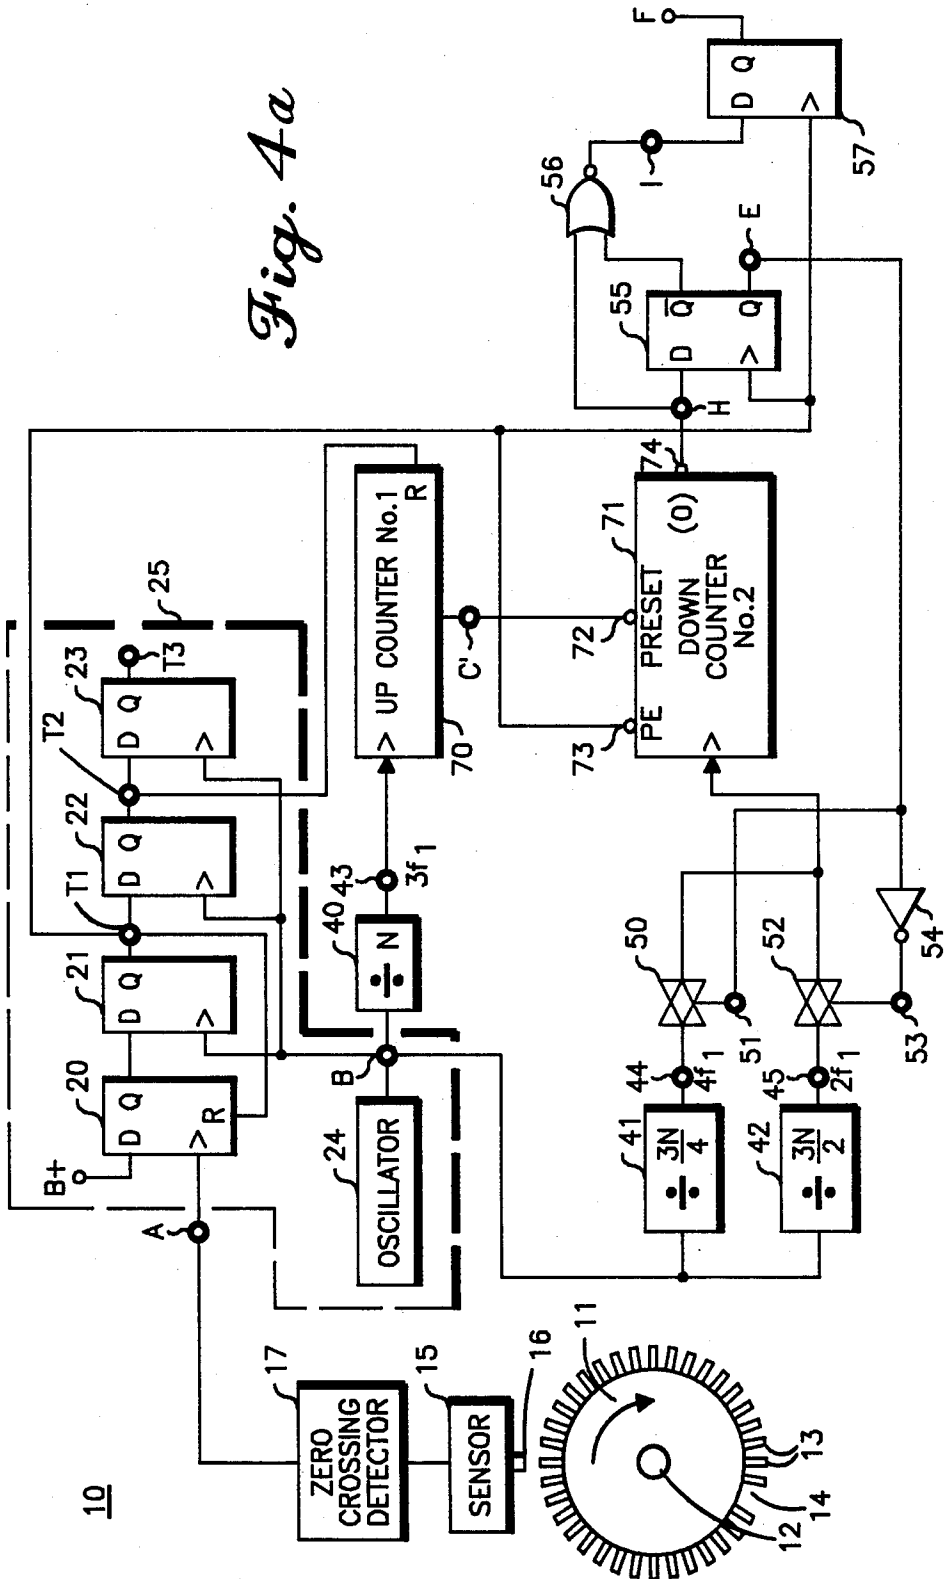 Fig. 4a
10
B+
A
20
D Q
R
>
21
D Q
>
T1
22
D Q
>
T2
23
D Q
>
T3
25
24
OSCILLATOR
B
40
÷ N
43
3f1
> UP COUNTER No.1
R
70
C'
17
ZERO
CROSSING
DETECTOR
15
SENSOR
16
11
12
13
14
41
÷ 3N/4
44
4f1
42
÷ 3N/2
45
2f1
50
51
52
53
54
73
72
PE PRESET
71
DOWN
COUNTER
No.2
(0)
>
74
H
55
D Q̅
> Q
E
56
I
57
D Q
>
F